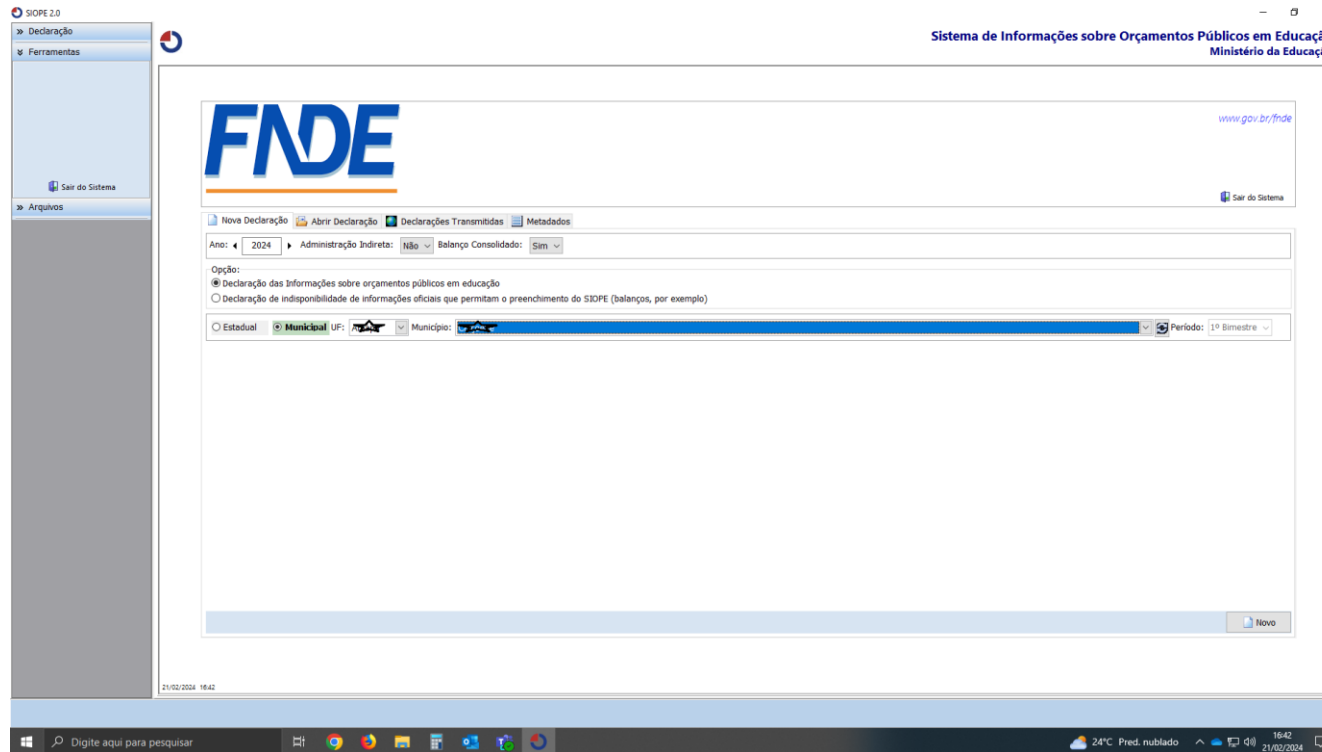 SIOPE 2.0
» Declaração
Ferramentas
Sair do Sistema
» Arquivos
Sistema de Informações sobre Orçamentos Públicos em Educaçã
Ministério da Educaçã
FNDE
www.gov.br/fnde
Sair do Sistema
Nova Declaração Abrir Declaração Declarações Transmitidas Metadados
Ano: 2024 Administração Indireta: Não Balanço Consolidado: Sim
Opção:
Declaração das Informações sobre orçamentos públicos em educação
Declaração de indisponibilidade de informações oficiais que permitam o preenchimento do SIOPE (balanços, por exemplo)
Estadual Municipal UF: Município: Período: 1º Bimestre
Novo
21/02/2024 16:42
Digite aqui para pesquisar
24°C Pred. nublado
16:42
21/02/2024